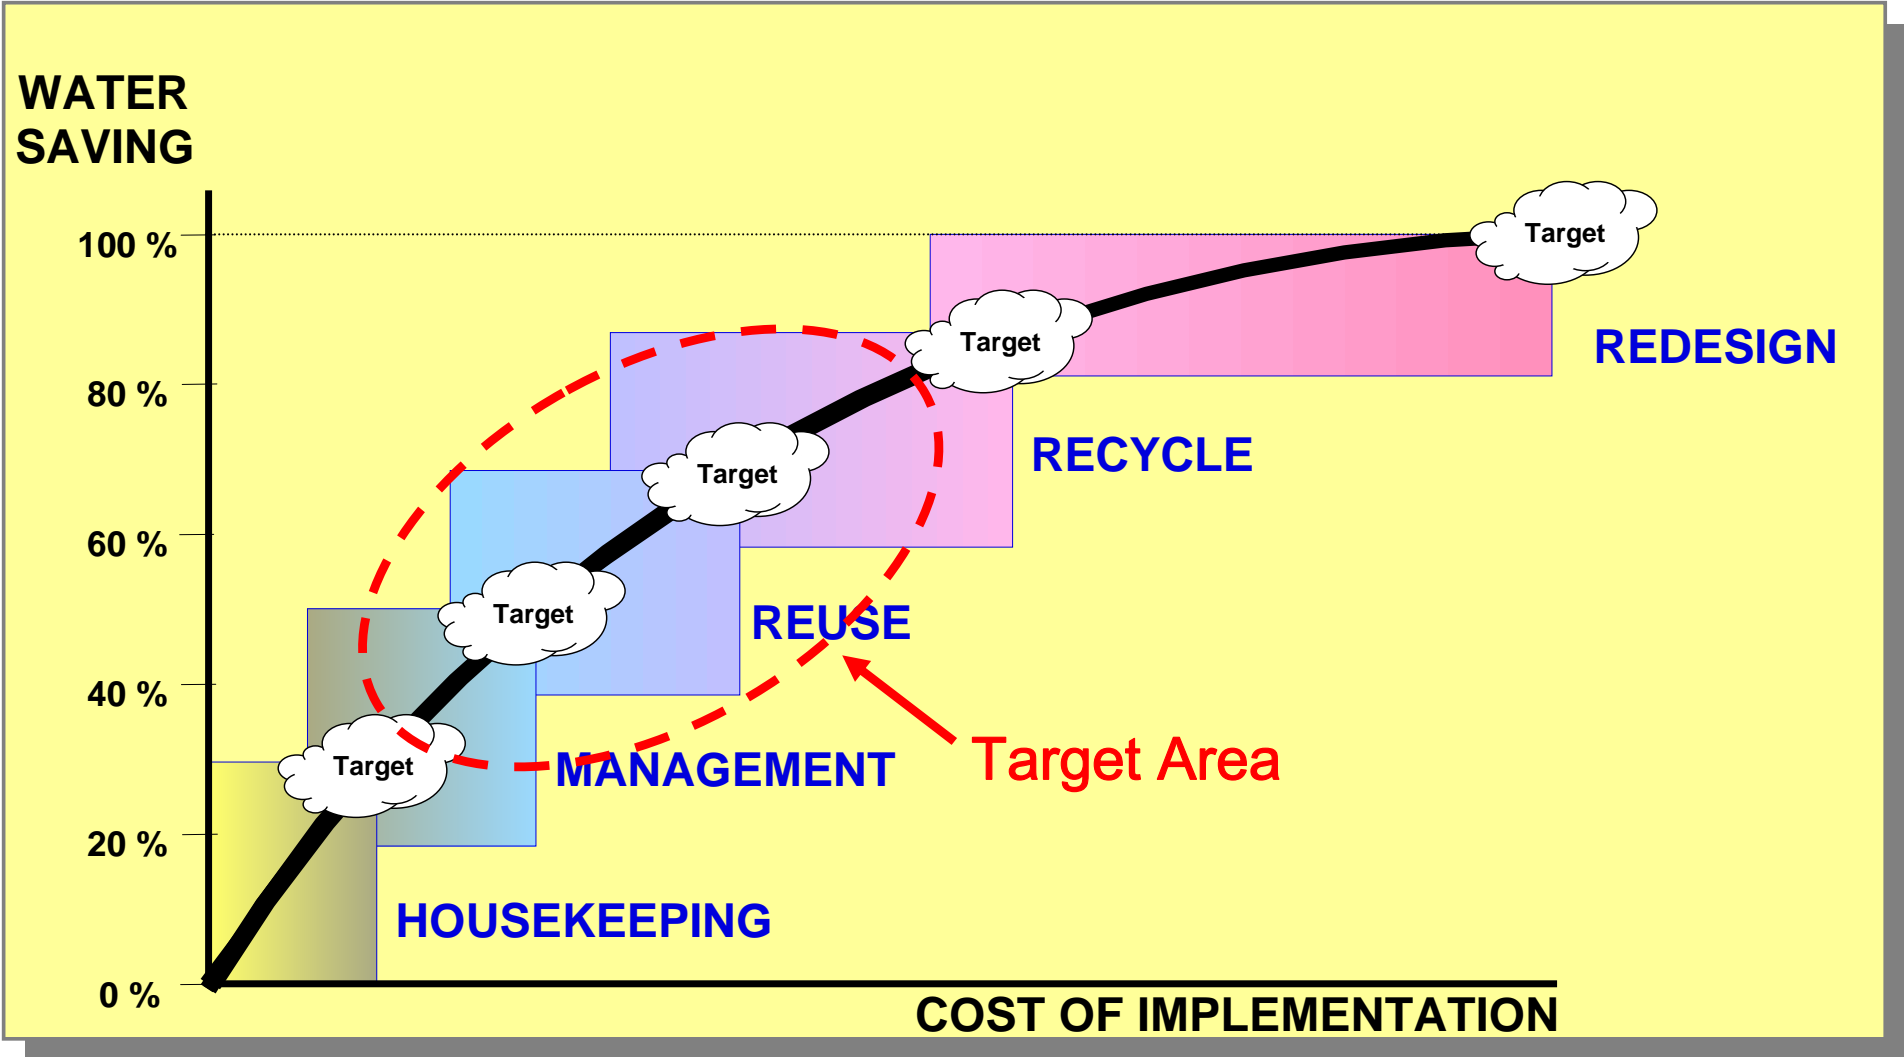 WATER
SAVING
100 %
Target
Target
REDESIGN
80 %
RECYCLE
Target
60 %
Target
REUSE
40 %
Target
MANAGEMENT
Target Area
20 %
HOUSEKEEPING
0 %
COST OF IMPLEMENTATION